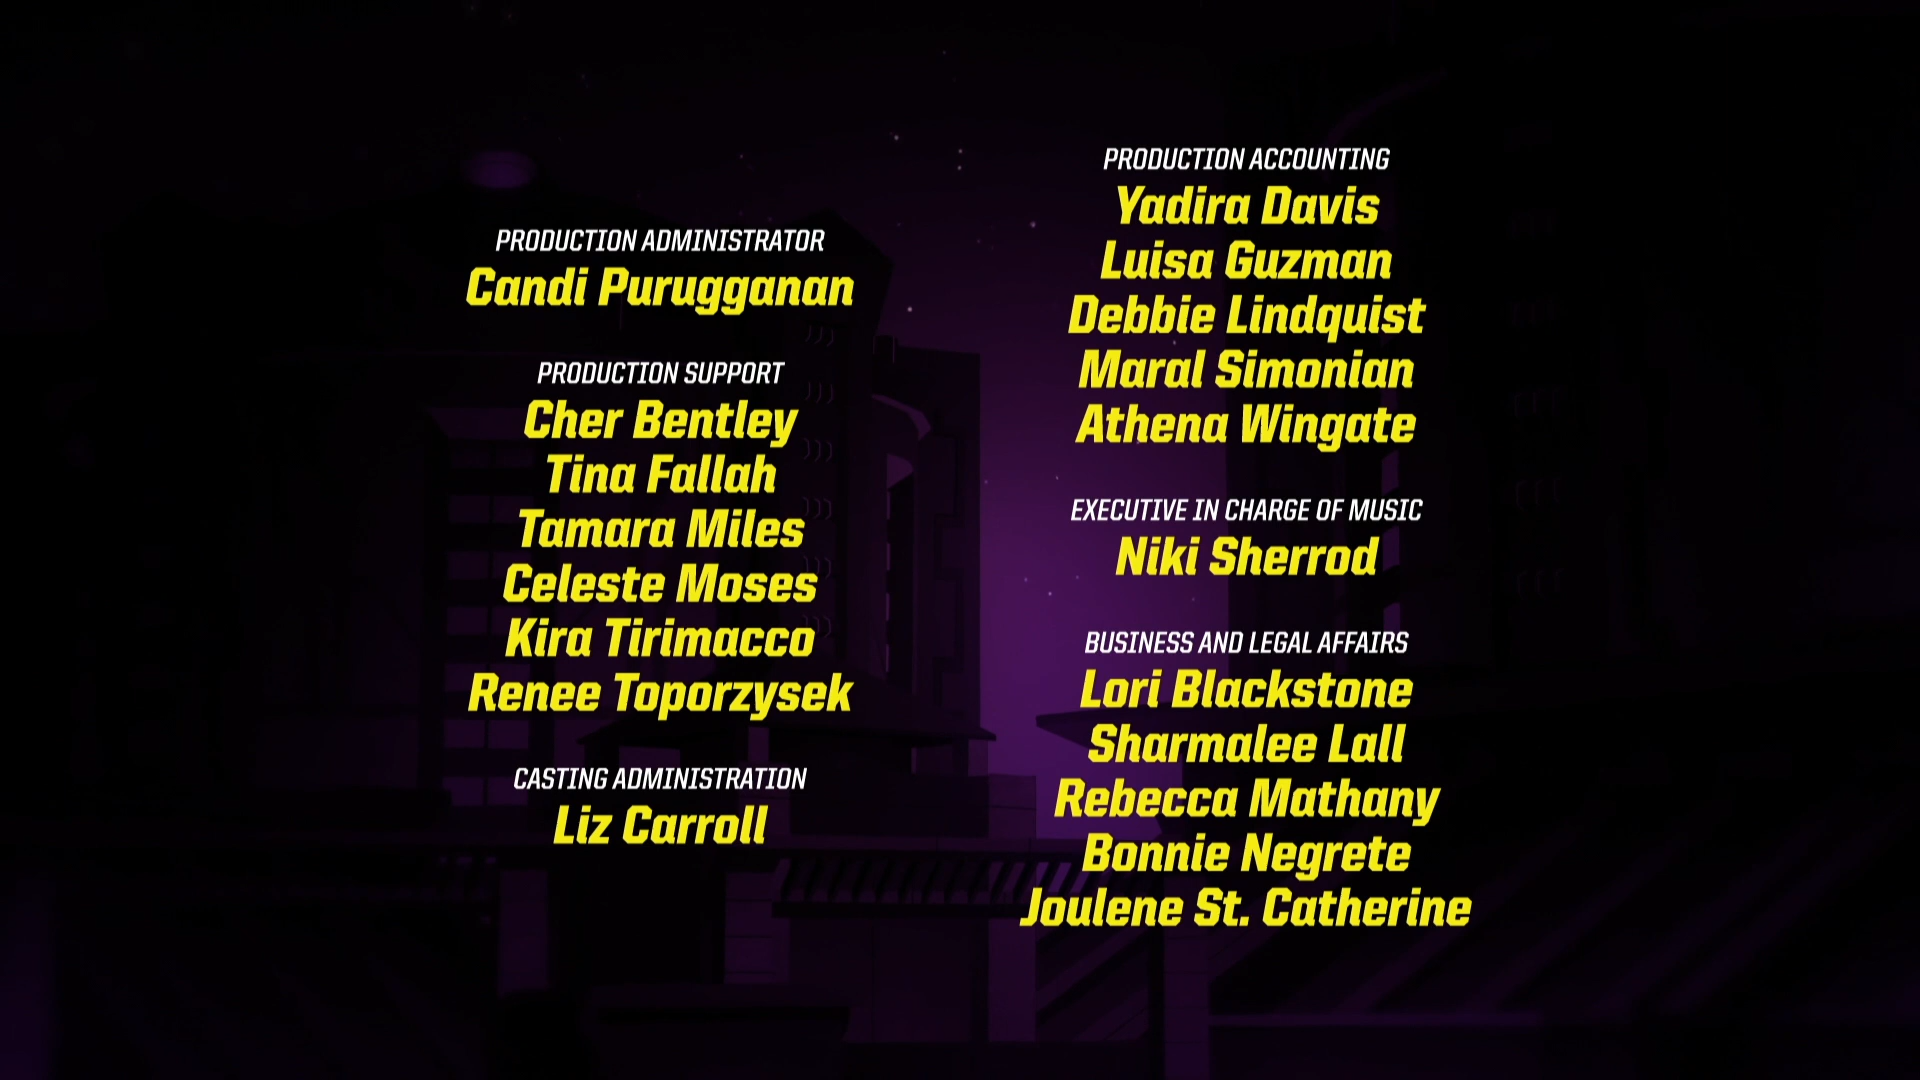 PRODUCTION ADMINISTRATOR
Candi Purugganan
PRODUCTION SUPPORT
Cher Bentley
Tina Fallah
Tamara Miles
Celeste Moses
Kira Tirimacco
Renee Toporzysek
CASTING ADMINISTRATION
Liz Carroll
PRODUCTION ACCOUNTING
Yadira Davis
Luisa Guzman
Debbie Lindquist
Maral Simonian
Athena Wingate
EXECUTIVE IN CHARGE OF MUSIC
Niki Sherrod
BUSINESS AND LEGAL AFFAIRS
Lori Blackstone
Sharmalee Lall
Rebecca Mathany
Bonnie Negrete
Joulene St. Catherine